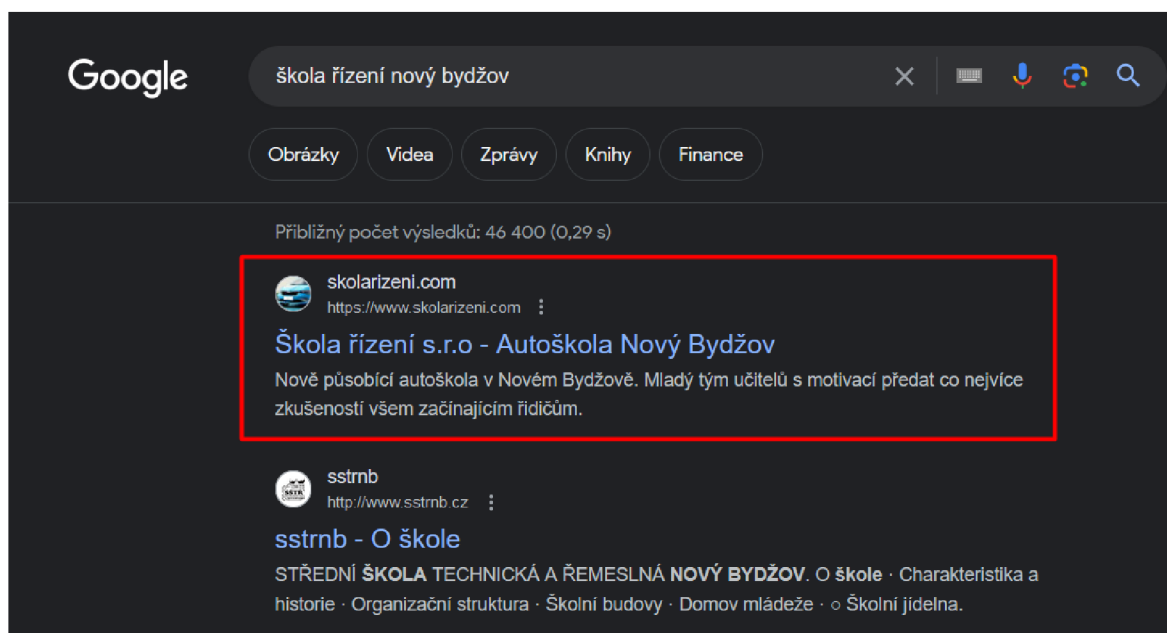 Google
škola řízení nový bydžov
Obrázky Videa Zprávy Knihy Finance
Přibližný počet výsledků: 46 400 (0,29 s)
skolarizeni.com
https://www.skolarizeni.com
Škola řízení s.r.o - Autoškola Nový Bydžov
Nově působící autoškola v Novém Bydžově. Mladý tým učitelů s motivací předat co nejvíce
zkušeností všem začínajícím řidičům.
sstrnb
http://www.sstrnb.cz
sstrnb - O škole
STŘEDNÍ ŠKOLA TECHNICKÁ A ŘEMESLNÁ NOVÝ BYDŽOV. O škole · Charakteristika a
historie · Organizační struktura · Školní budovy · Domov mládeže · ○ Školní jídelna.